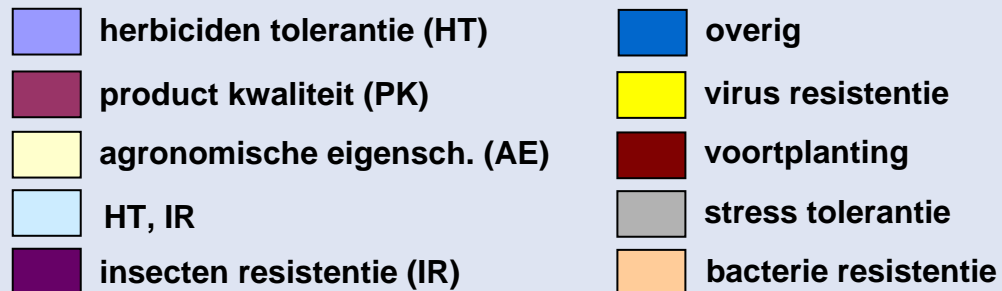 herbiciden tolerantie (HT)
product kwaliteit (PK)
agronomische eigensch. (AE)
HT, IR
insecten resistentie (IR)
overig
virus resistentie
voortplanting
stress tolerantie
bacterie resistentie